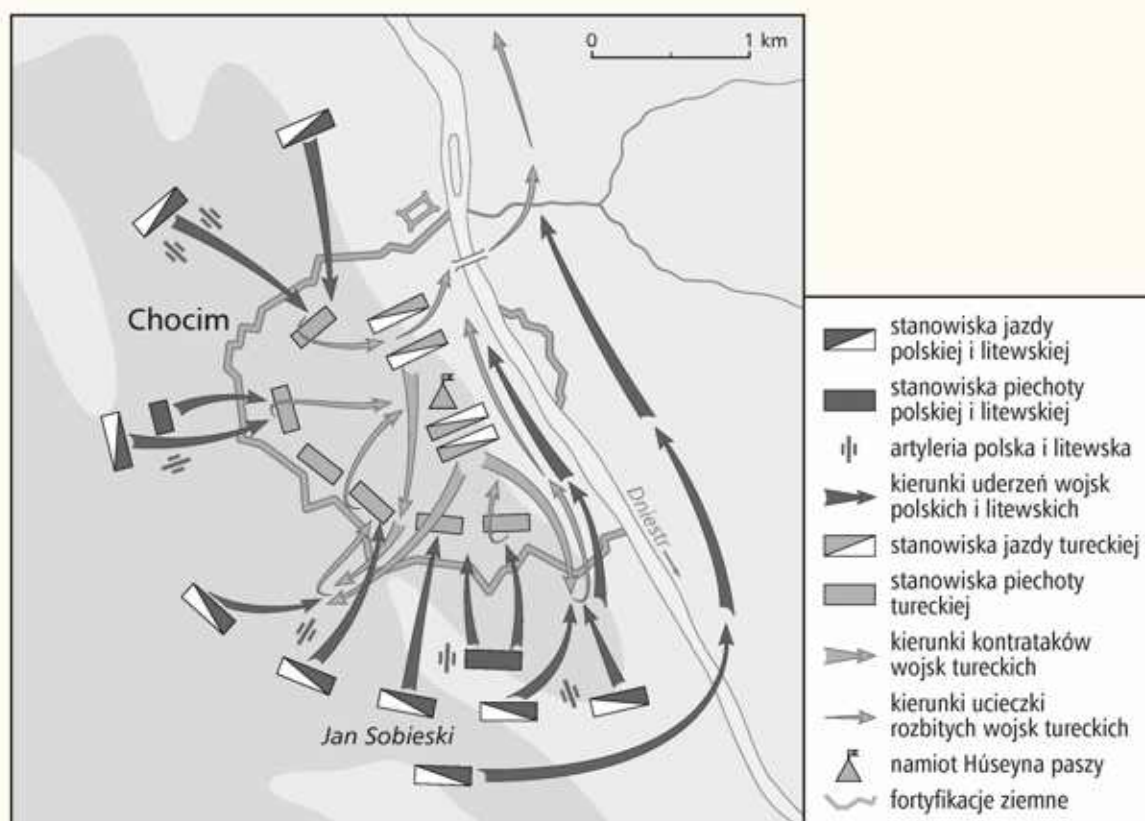 0
1 km
Chocim
Dniestr
Jan Sobieski
stanowiska jazdy
polskiej i litewskiej
stanowiska piechoty
polskiej i litewskiej
artyleria polska i litewska
kierunki uderzeń wojsk
polskich i litewskich
stanowiska jazdy tureckiej
stanowiska piechoty
tureckiej
kierunki kontrataków
wojsk tureckich
kierunki ucieczki
rozbitych wojsk tureckich
namiot Húseyna paszy
fortyfikacje ziemne